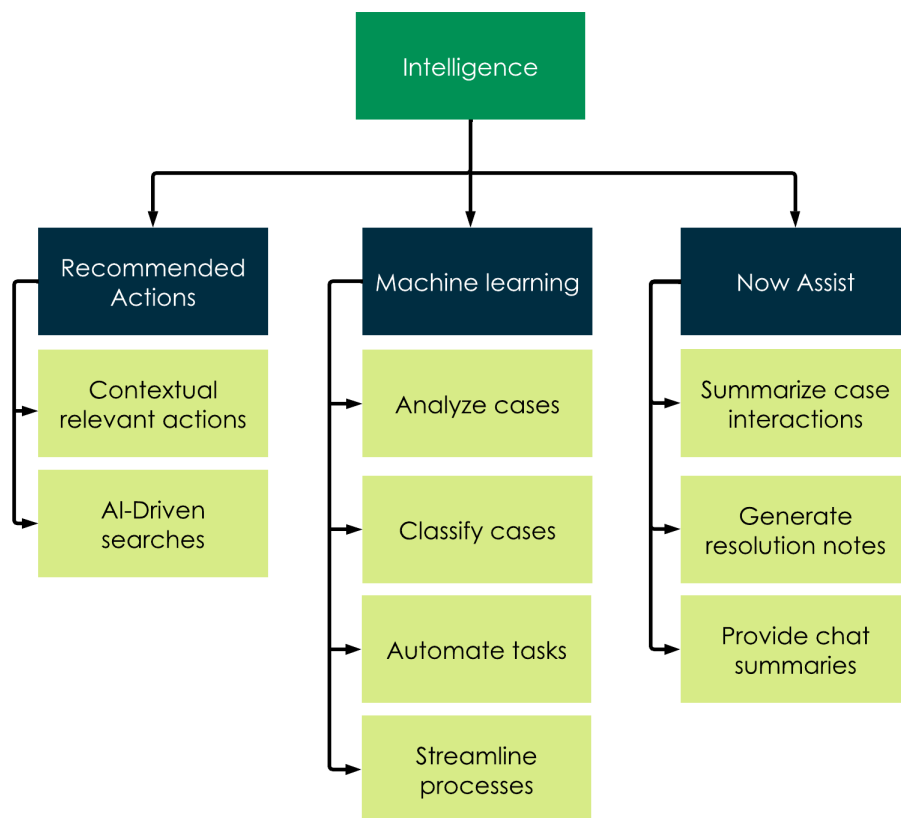 Intelligence
Recommended
Actions
Machine learning
Now Assist
Contextual
relevant actions
AI-Driven
searches
Analyze cases
Classify cases
Automate tasks
Streamline
processes
Summarize case
interactions
Generate
resolution notes
Provide chat
summaries